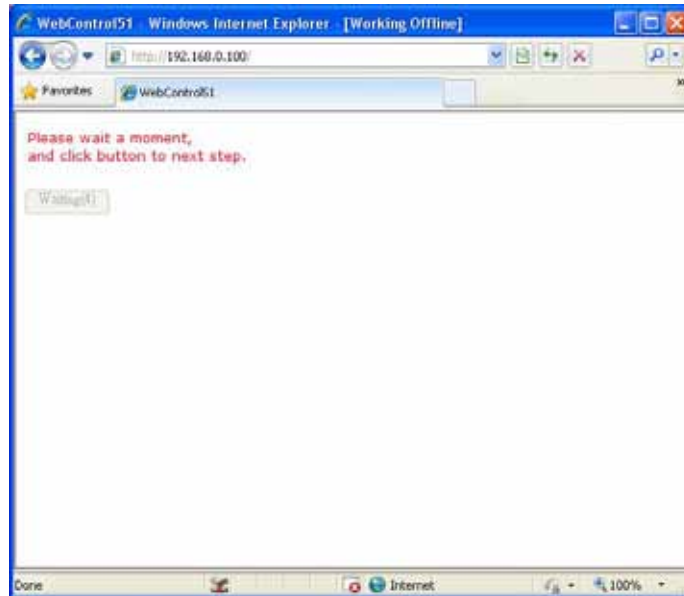 WebControl51 - Windows Internet Explorer - [Working Offline]
http://192.168.0.100/
Favorites
WebControl51
Please wait a moment,
and click button to next step.
Done
Internet
100%